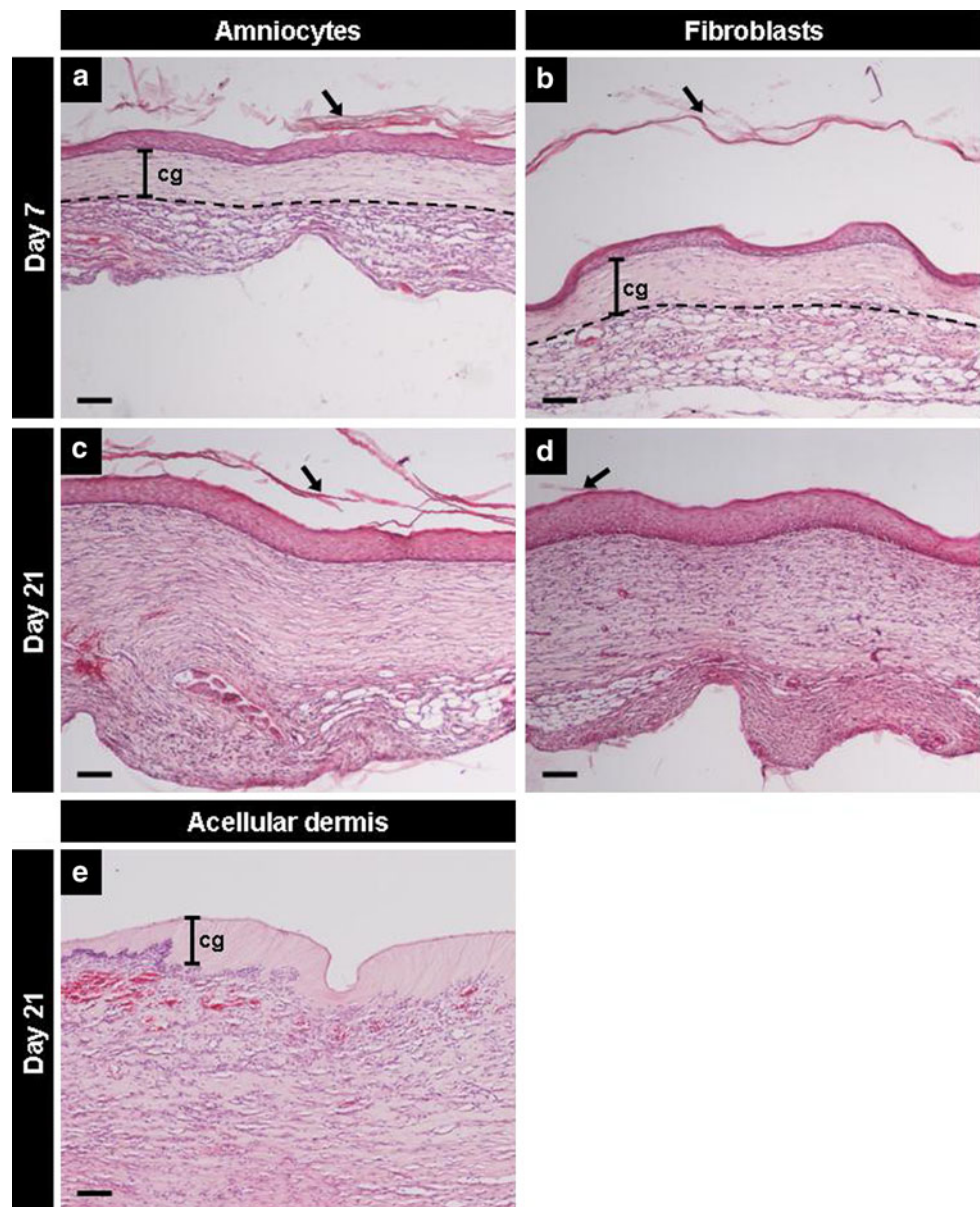 Amniocytes
Fibroblasts
Day 7
a
cg
b
cg
Day 21
c
d
Acellular dermis
Day 21
e
cg